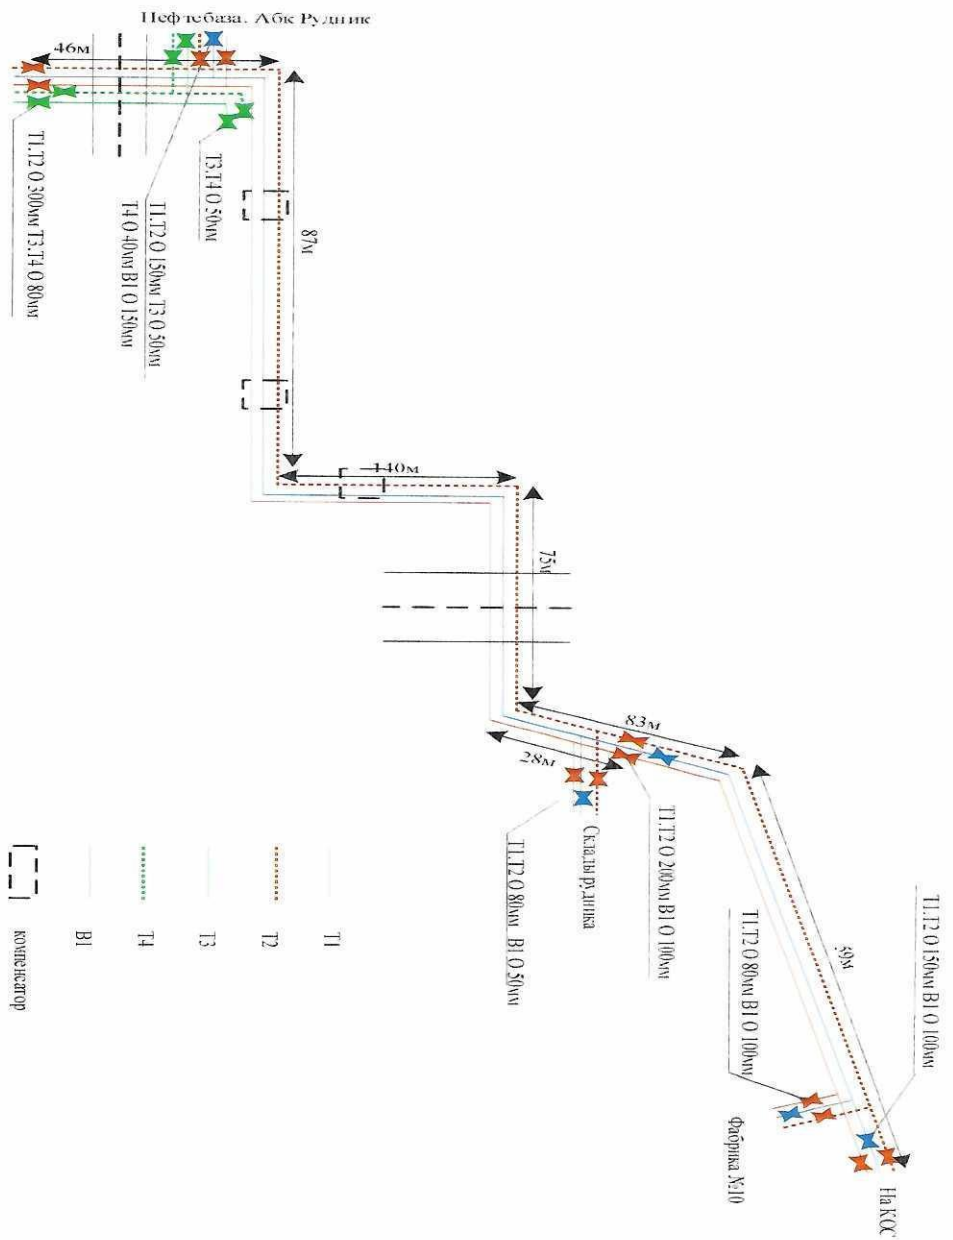 Нефтебаза. Абк Рудник
46м
Т1.Т2 О 300мм Т3.Т4 О 80мм
Т1.Т2 О 150мм Т3 О 50мм
Т4 О 40мм В1 О 150мм
Т3.Т4 О 50мм
87м
140м
75м
83м
28м
Т1.Т2 О 200мм В1 О 100мм
Склады рудника
Т1.Т2 О 80мм В1 О 50мм
Т1.Т2 О 150мм В1 О 100мм
Т1.Т2 О 80мм В1 О 100мм
Фабрика №10
На КОС
Т1
Т2
Т3
Т4
В1
компенсатор